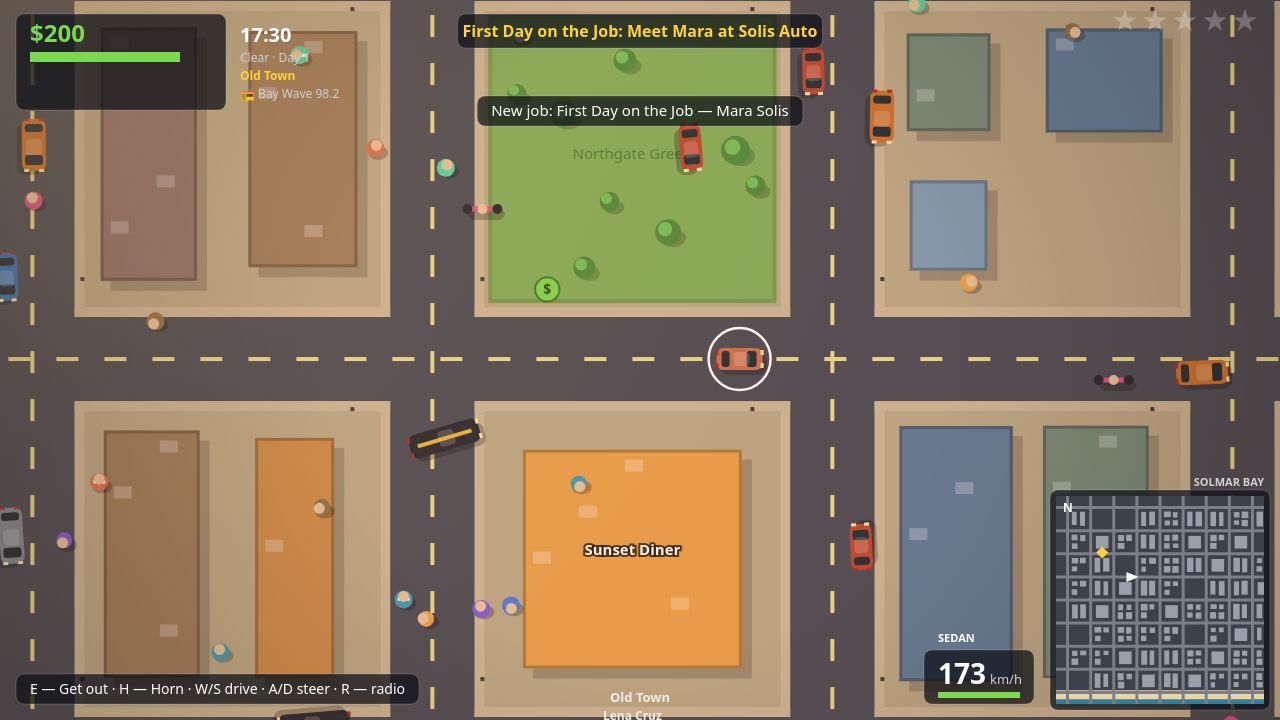 $200
17:30
Clear · Day
Old Town
Bay Wave 98.2
First Day on the Job: Meet Mara at Solis Auto
New job: First Day on the Job — Mara Solis
Northgate Gree
$
Sunset Diner
SOLMAR BAY
N
SEDAN
173 km/h
E — Get out · H — Horn · W/S drive · A/D steer · R — radio
Old Town
Lena Cruz